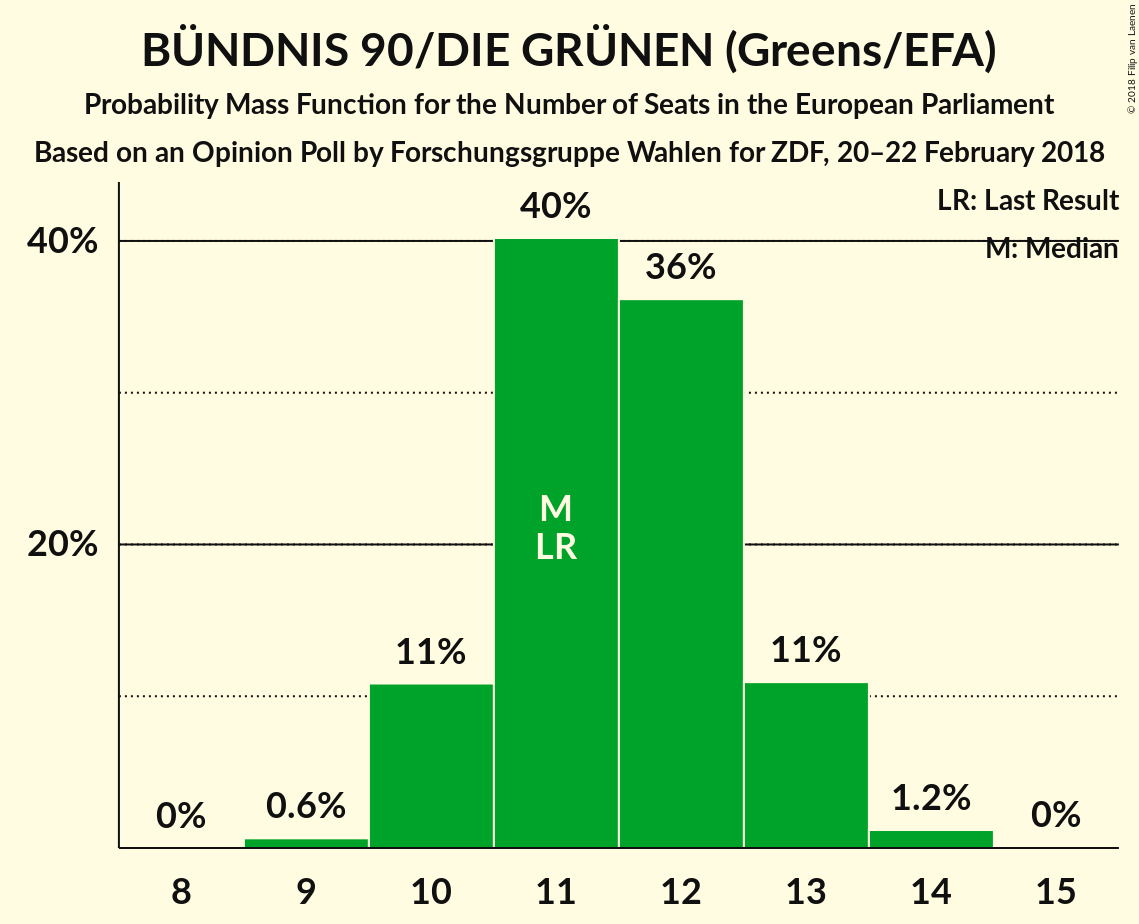 BÜNDNIS 90/DIE GRÜNEN (Greens/EFA)
Probability Mass Function for the Number of Seats in the European Parliament
Based on an Opinion Poll by Forschungsgruppe Wahlen for ZDF, 20–22 February 2018
© 2018 Filip van Laenen
LR: Last Result
M: Median
40%
20%
0%
0.6%
11%
40%
36%
11%
1.2%
0%
M
LR
8 9 10 11 12 13 14 15